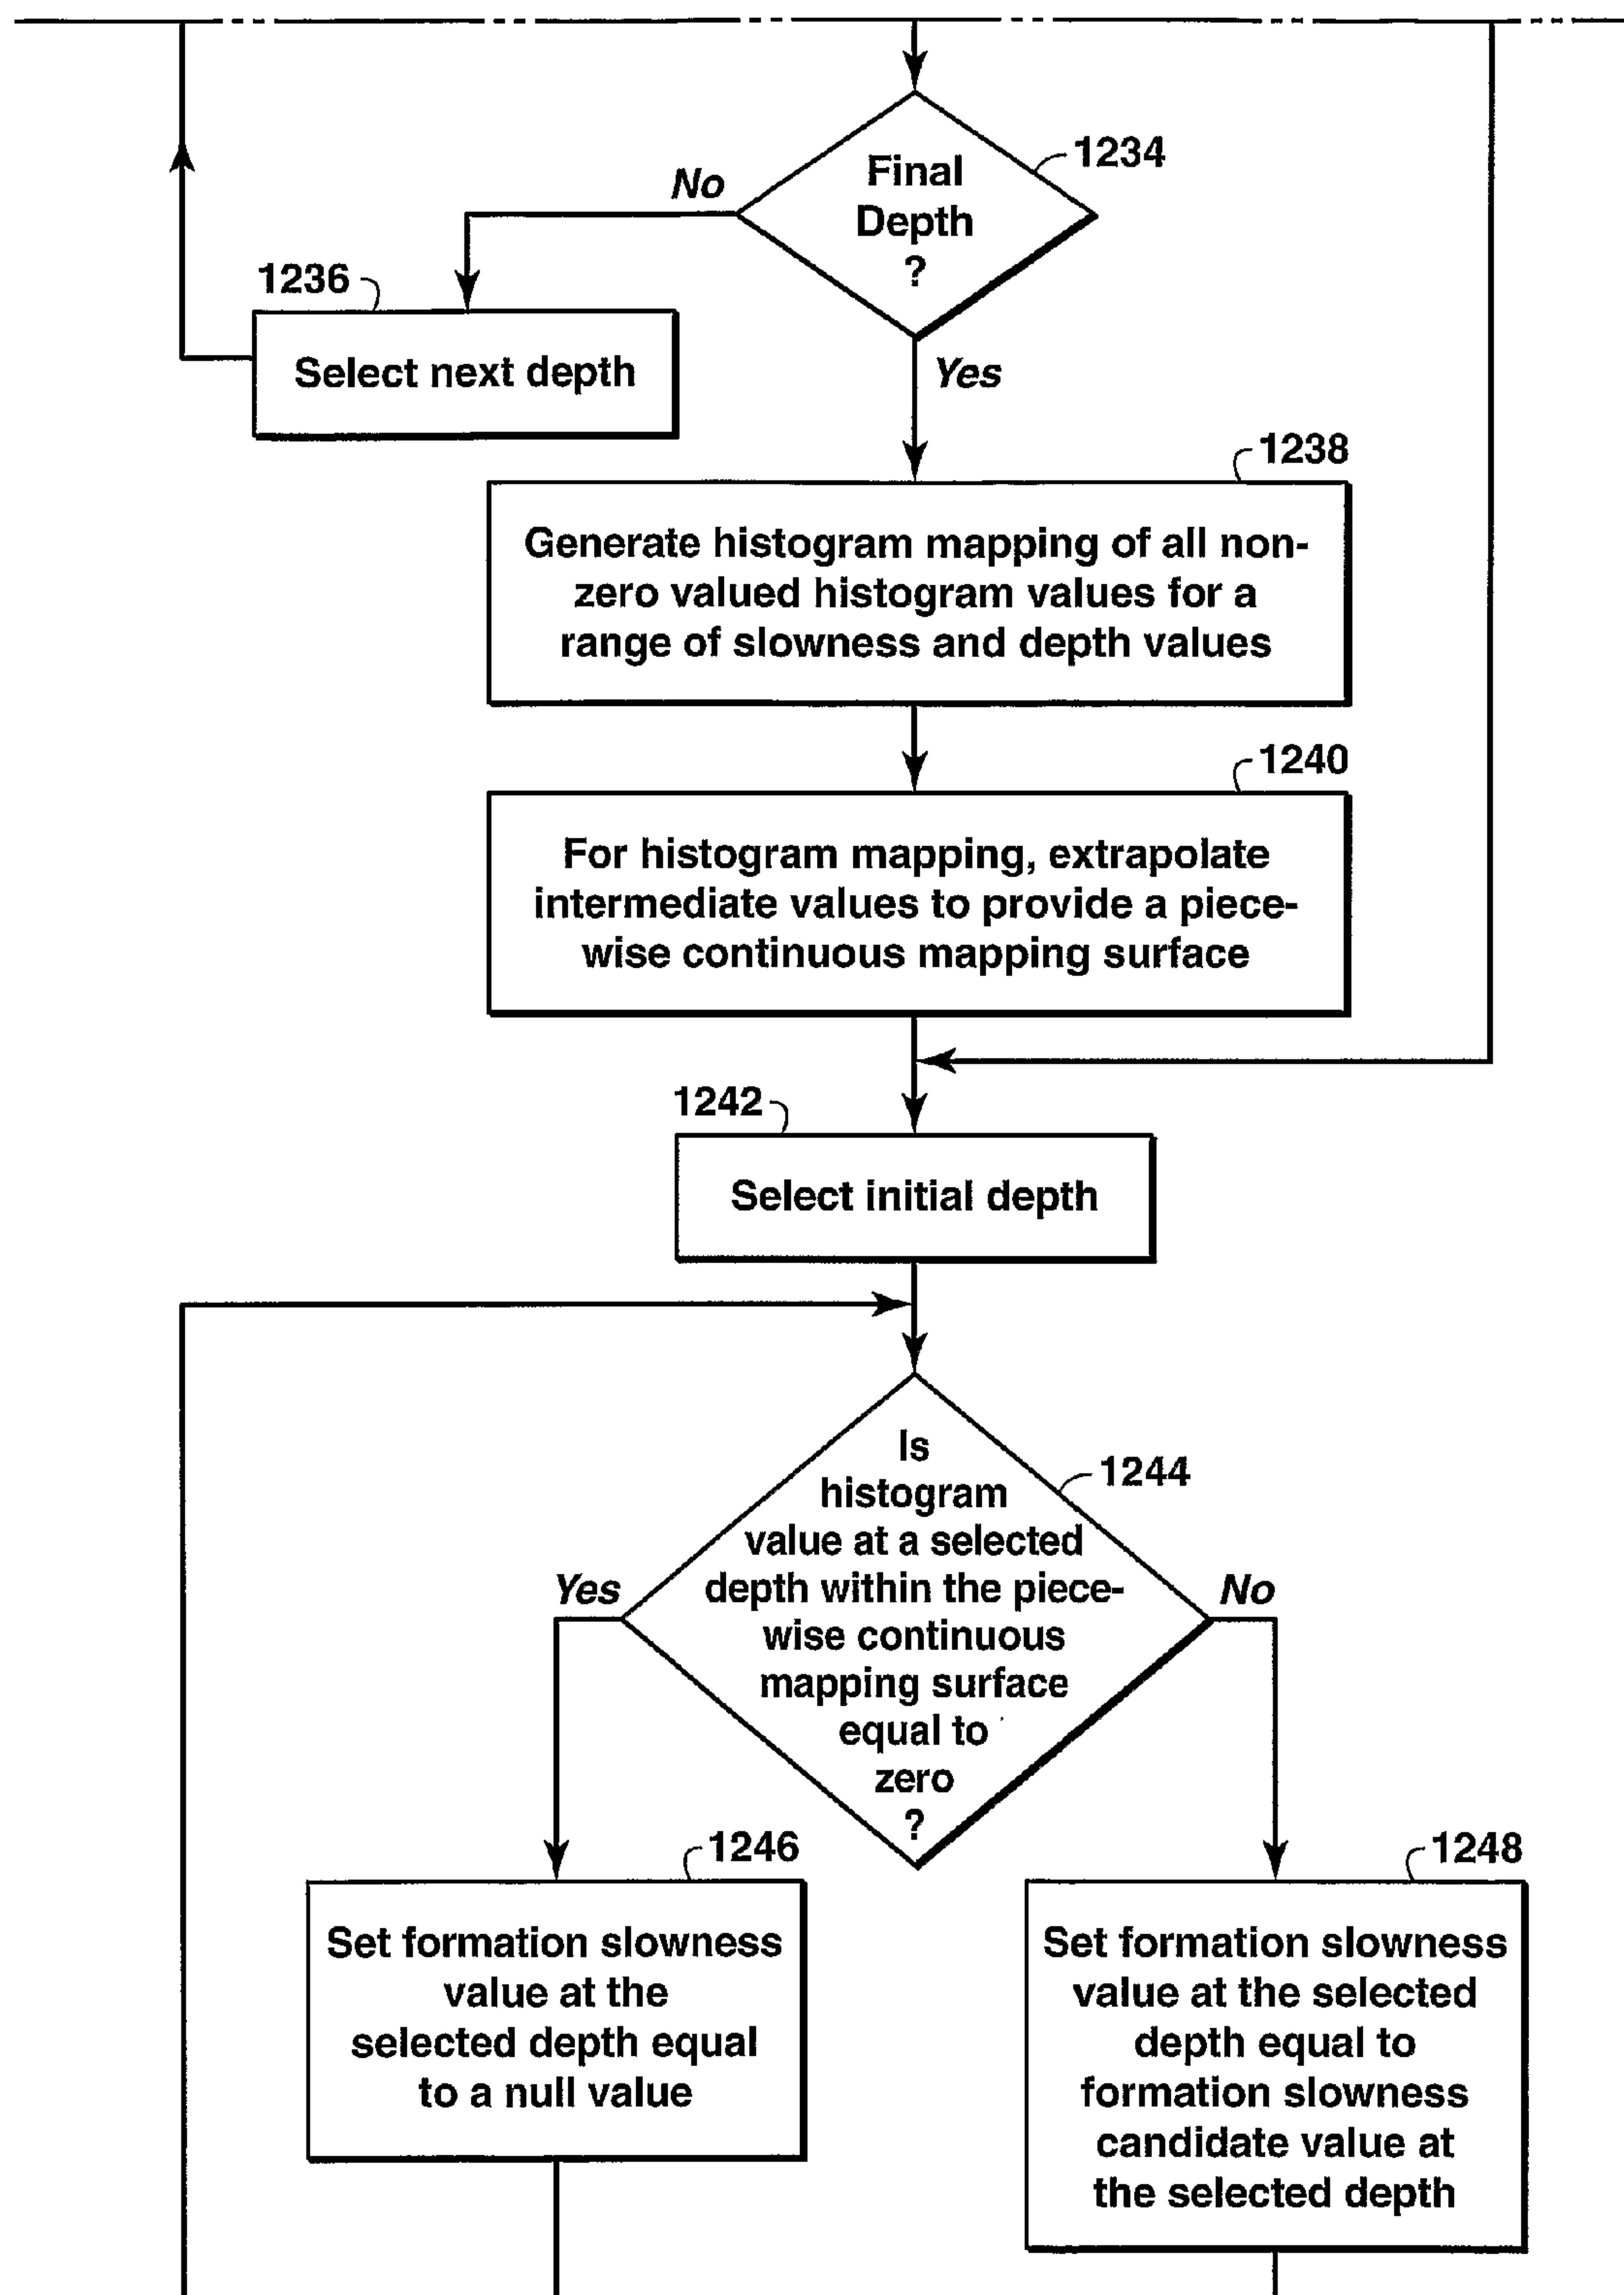 1234
Final
Depth
?
No
Yes
1236
Select next depth
1238
Generate histogram mapping of all non-
zero valued histogram values for a
range of slowness and depth values
1240
For histogram mapping, extrapolate
intermediate values to provide a piece-
wise continuous mapping surface
1242
Select initial depth
1244
Is
histogram
value at a selected
depth within the piece-
wise continuous
mapping surface
equal to
zero
?
Yes
No
1246
Set formation slowness
value at the
selected depth equal
to a null value
1248
Set formation slowness
value at the selected
depth equal to
formation slowness
candidate value at
the selected depth